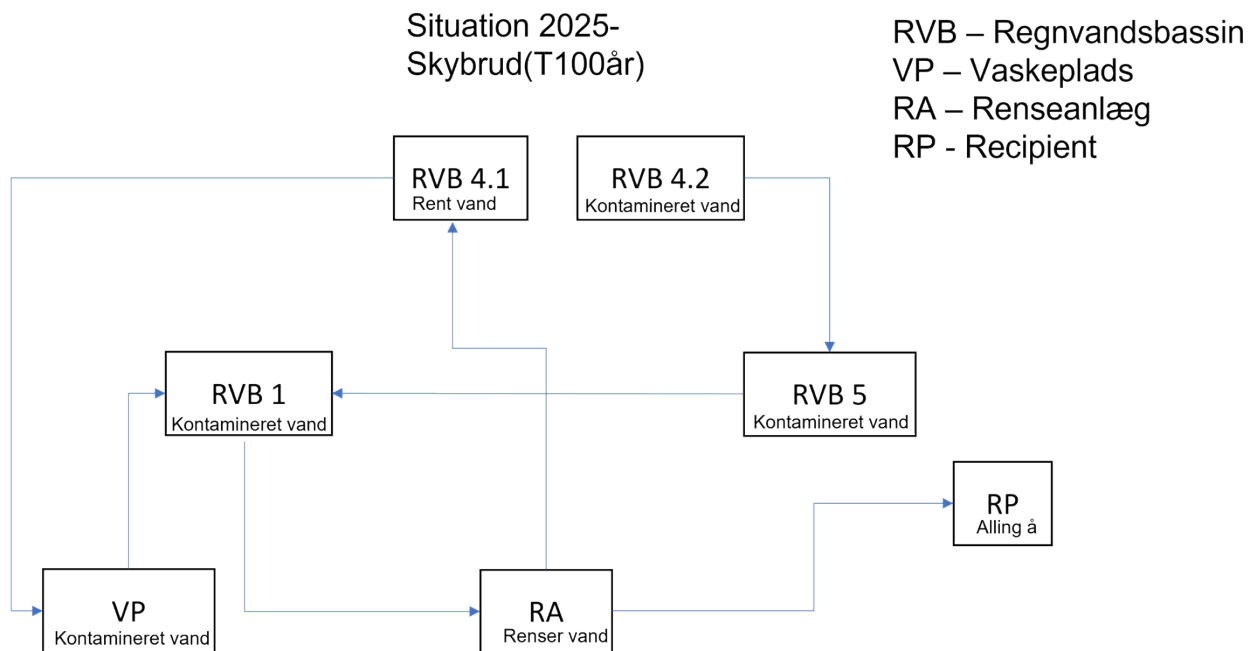 Situation 2025-
Skybrud(T100år)
RVB – Regnvandsbassin
VP – Vaskeplads
RA – Renseanlæg
RP - Recipient
RVB 4.1
Rent vand
RVB 4.2
Kontamineret vand
RVB 1
Kontamineret vand
RVB 5
Kontamineret vand
RP
Alling å
VP
Kontamineret vand
RA
Renser vand